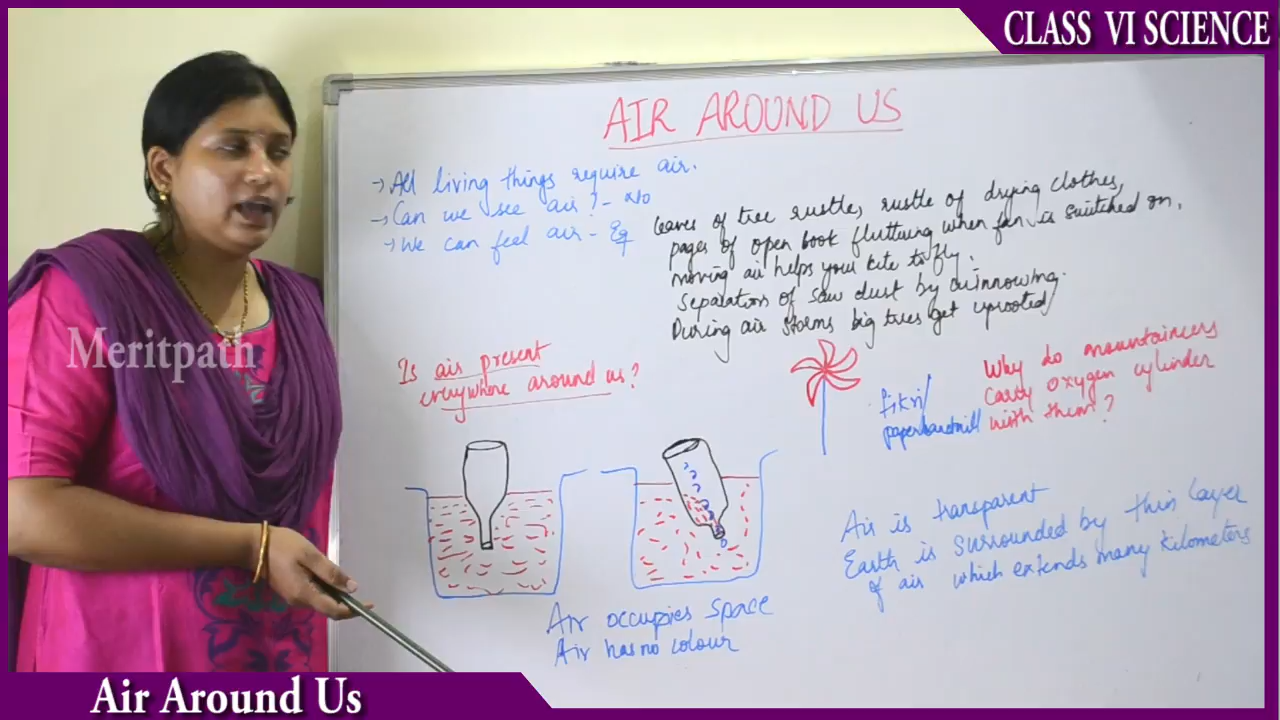 CLASS VI SCIENCE
AIR AROUND US
→ All living things require air.
→ Can we see air? - No
→ We can feel air - Eg
leaves of tree rustle, rustle of drying clothes,
pages of open book fluttring when fan is switched on,
moving air helps your kite to fly.
separation of saw dust by winnowing.
During air storms big trees get uprooted
Is air present
everywhere around us?
firki/
paper handmill
Why do mountaineers
carry oxygen cylinder
with them?
Air occupies space
Air has no colour
Air is transparent
Earth is surrounded by thin layer
of air which extends many kilometers
Meritpath
Air Around Us